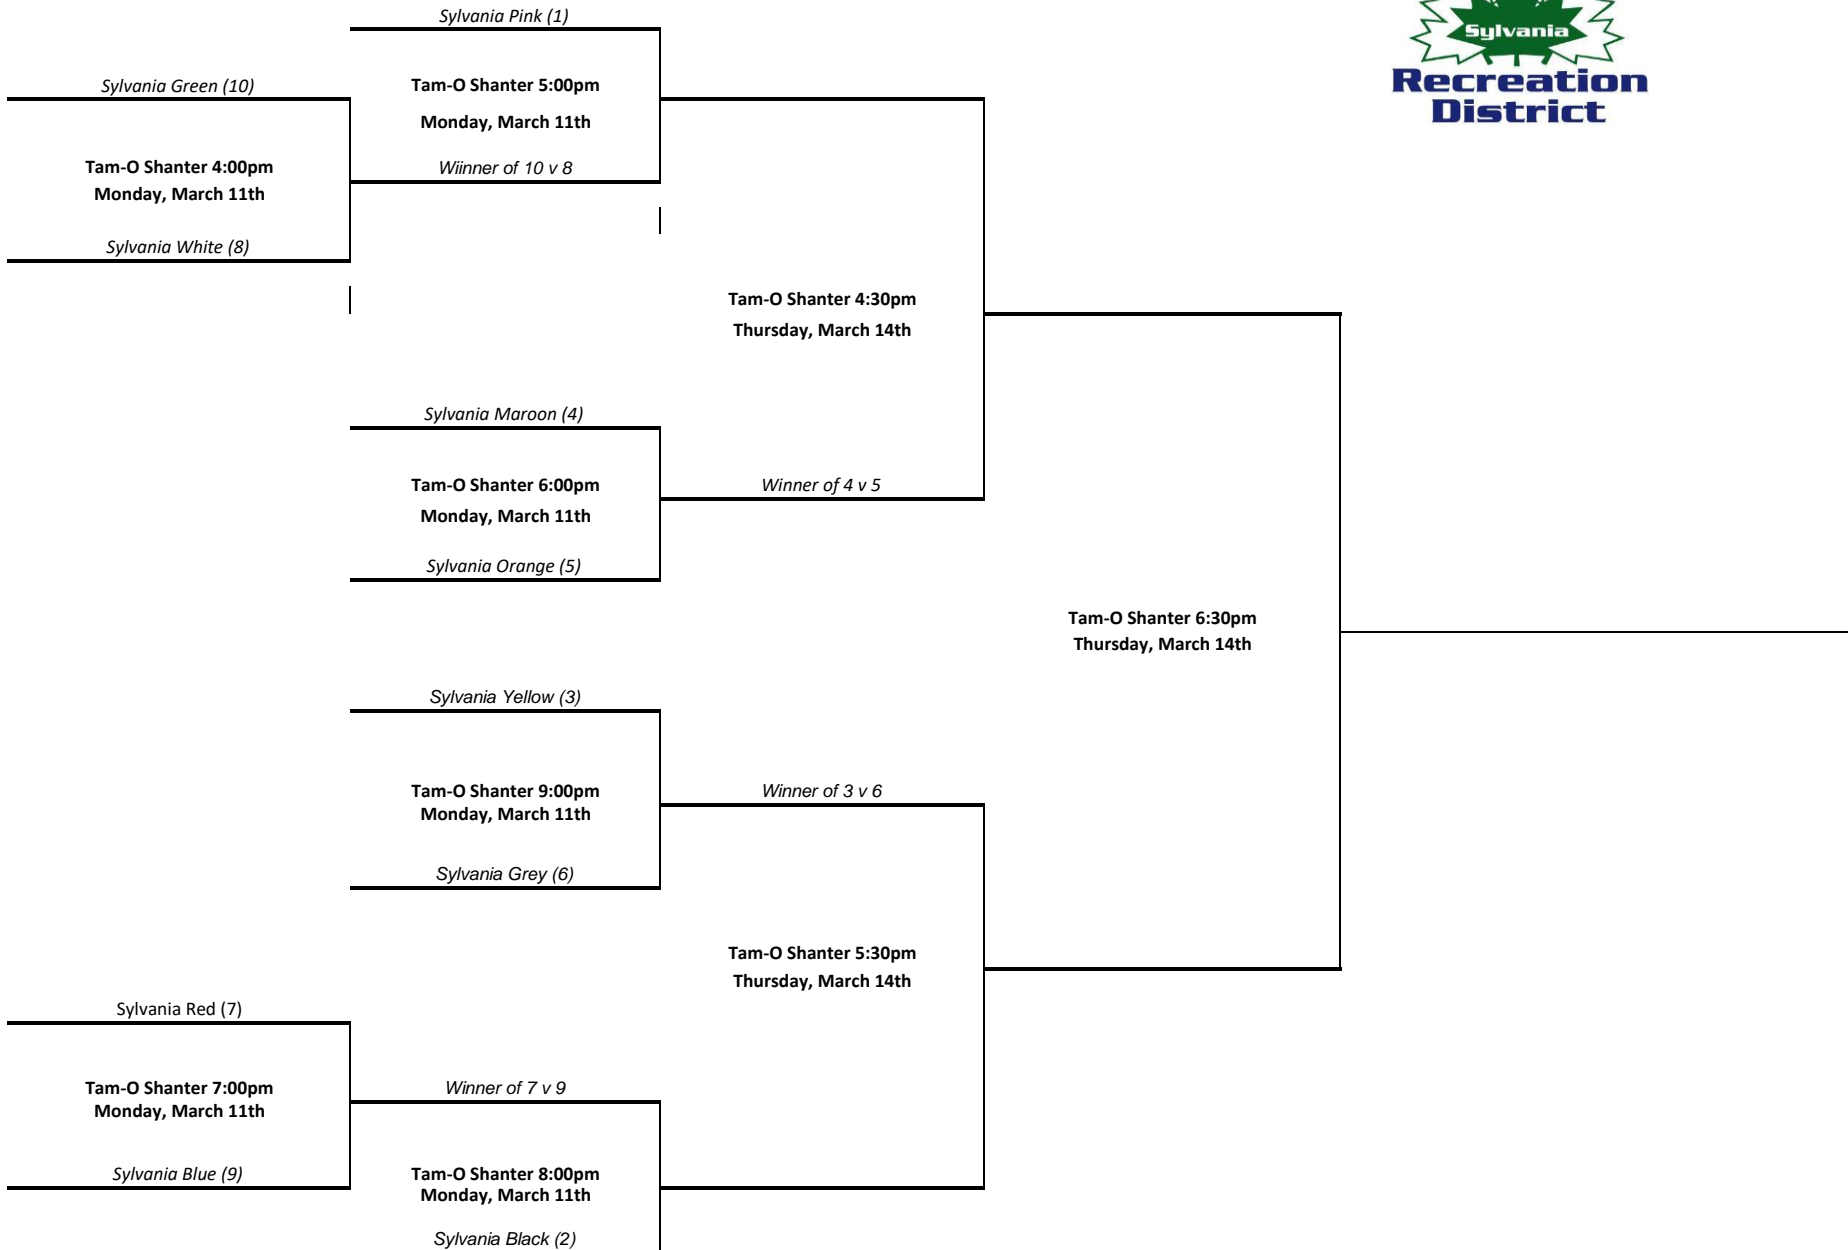 Sylvania Pink (1)
Sylvania
Recreation
District
Sylvania Green (10)
Tam-O Shanter 5:00pm
Monday, March 11th
Tam-O Shanter 4:00pm
Monday, March 11th
Wiinner of 10 v 8
Sylvania White (8)
Tam-O Shanter 4:30pm
Thursday, March 14th
Sylvania Maroon (4)
Tam-O Shanter 6:00pm
Monday, March 11th
Winner of 4 v 5
Sylvania Orange (5)
Tam-O Shanter 6:30pm
Thursday, March 14th
Sylvania Yellow (3)
Tam-O Shanter 9:00pm
Monday, March 11th
Winner of 3 v 6
Sylvania Grey (6)
Tam-O Shanter 5:30pm
Thursday, March 14th
Sylvania Red (7)
Tam-O Shanter 7:00pm
Monday, March 11th
Winner of 7 v 9
Sylvania Blue (9)
Tam-O Shanter 8:00pm
Monday, March 11th
Sylvania Black (2)